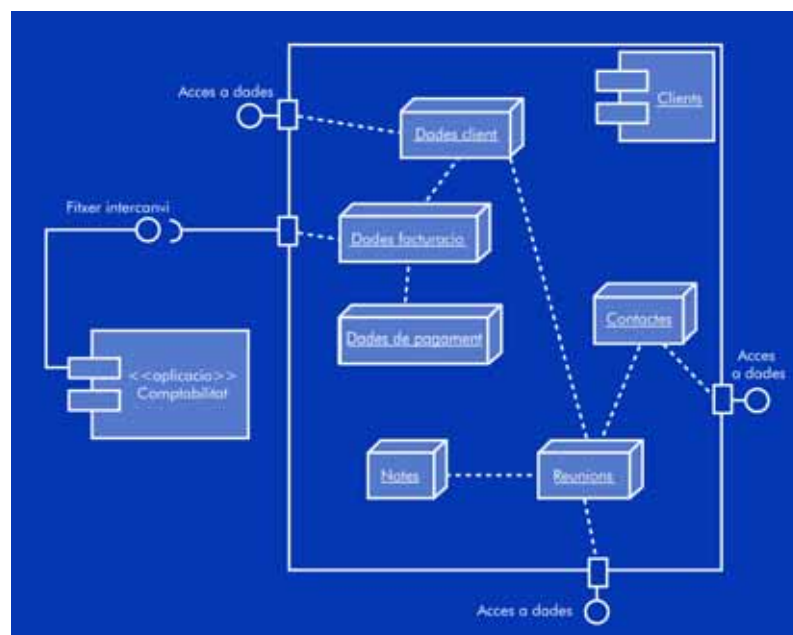 Acces a dades
Clients
Dades client
Fitxer intercanvi
Dades facturacio
Contactes
Dades de pagament
Acces
a dades
<<aplicacio>>
Comptabilitat
Notes
Reunions
Acces a dades